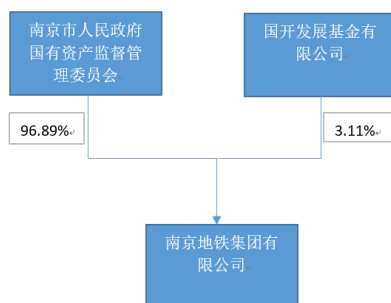 南京市人民政府
国有资产监督管
理委员会
国开发展基金有
限公司
96.89%
3.11%
南京地铁集团有
限公司